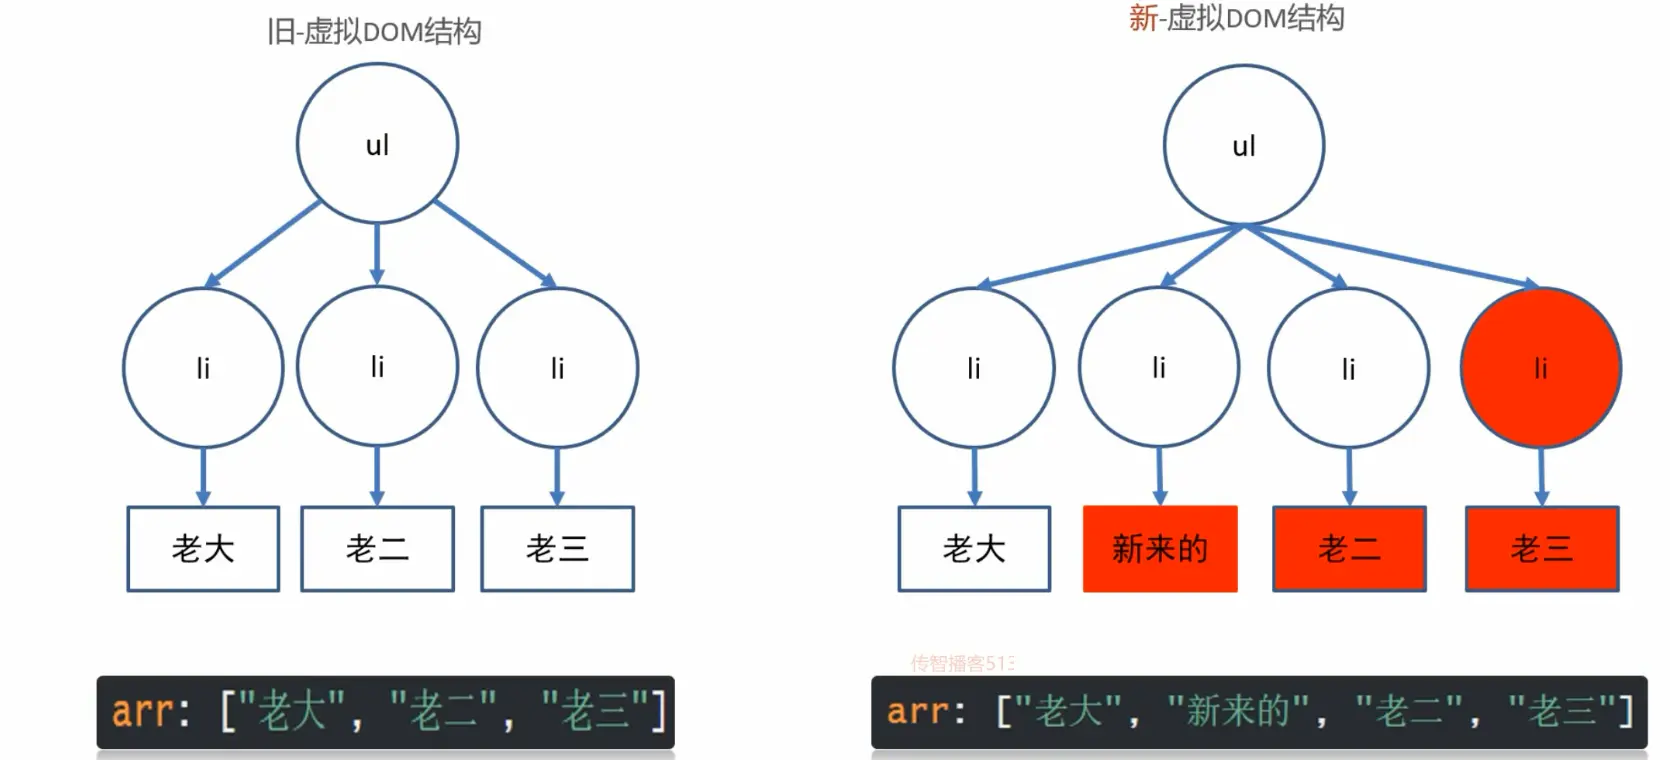 旧-虚拟DOM结构
新-虚拟DOM结构
ul
ul
li
li
li
li
li
li
li
老大
老二
老三
老大
新来的
老二
老三
传智播客513
arr: ["老大", "老二", "老三"]
arr: ["老大", "新来的", "老二", "老三"]